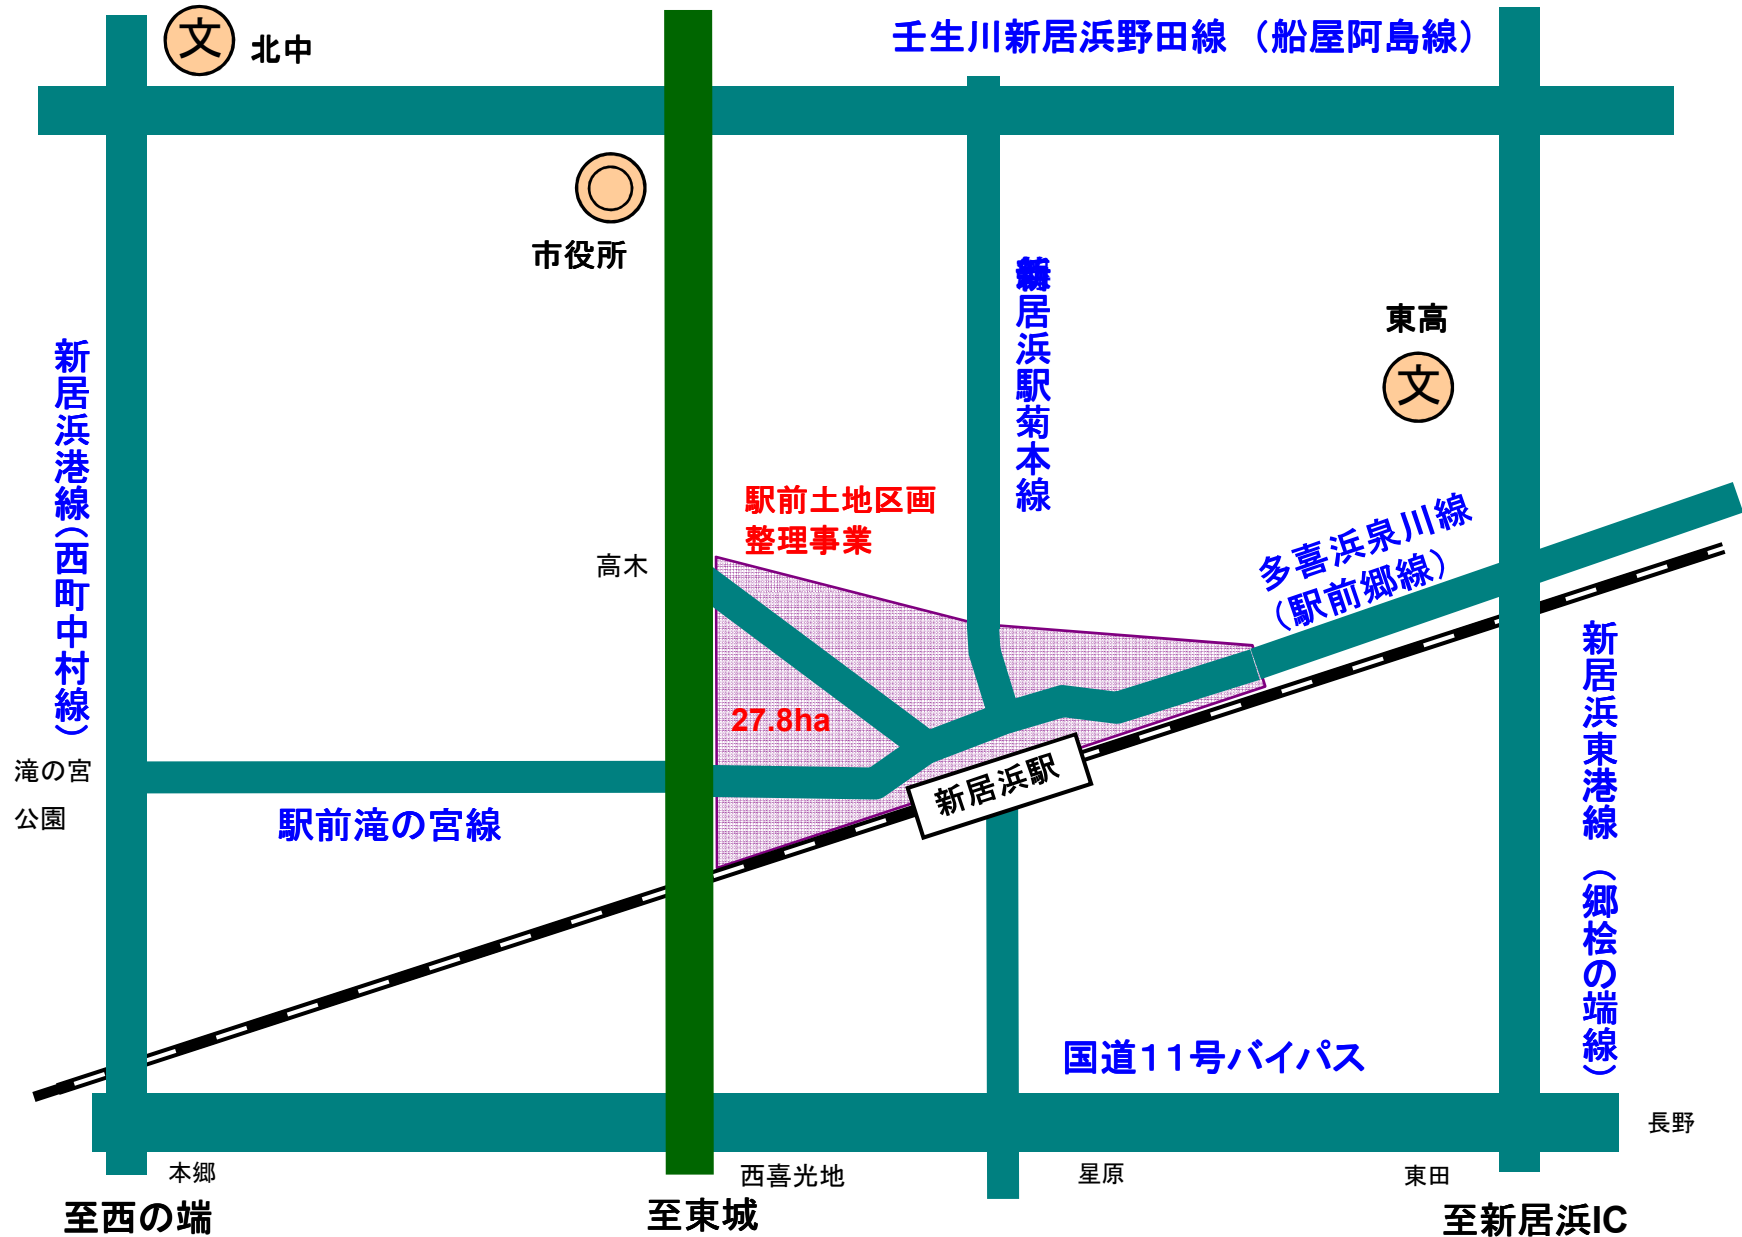 文
北中
壬生川新居浜野田線（船屋阿島線）
市役所
新居浜駅菊本線
東高
文
新居浜港線（西町中村線）
駅前土地区画
整理事業
高木
多喜浜泉川線
（駅前郷線）
新居浜東港線（郷桧の端線）
27.8ha
滝の宮
公園
駅前滝の宮線
新居浜駅
国道11号バイパス
長野
本郷
西喜光地
星原
東田
至西の端
至東城
至新居浜IC